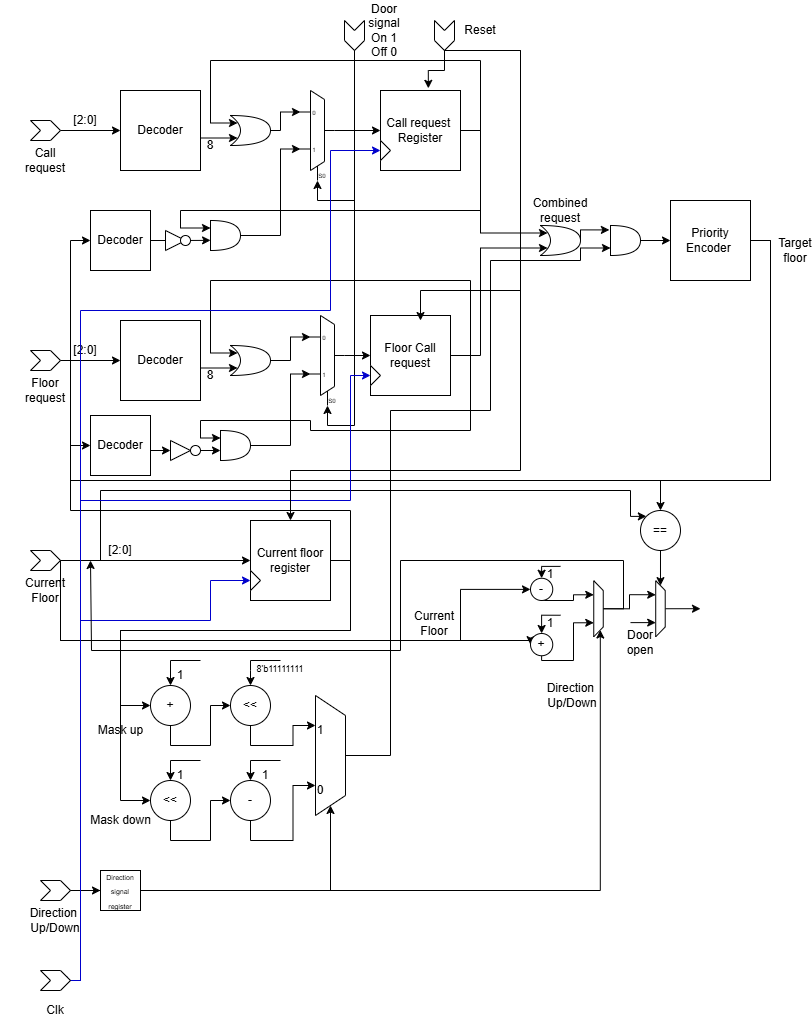 Door
signal
On 1
Off 0
Reset
[2:0]
Decoder
8
0
1
S0
Call request
Register
Call
request
Decoder
Combined
request
Priority
Encoder
Target
floor
[2:0]
Decoder
8
0
1
S0
Floor Call
request
Floor
request
Decoder
==
[2:0]
Current floor
register
Current
Floor
1
-
Current
Floor
1
+
Door
open
Direction
Up/Down
1
+
8'b11111111
<<
Mask up
1
1
<<
1
-
0
Mask down
Direction
signal
register
Direction
Up/Down
Clk